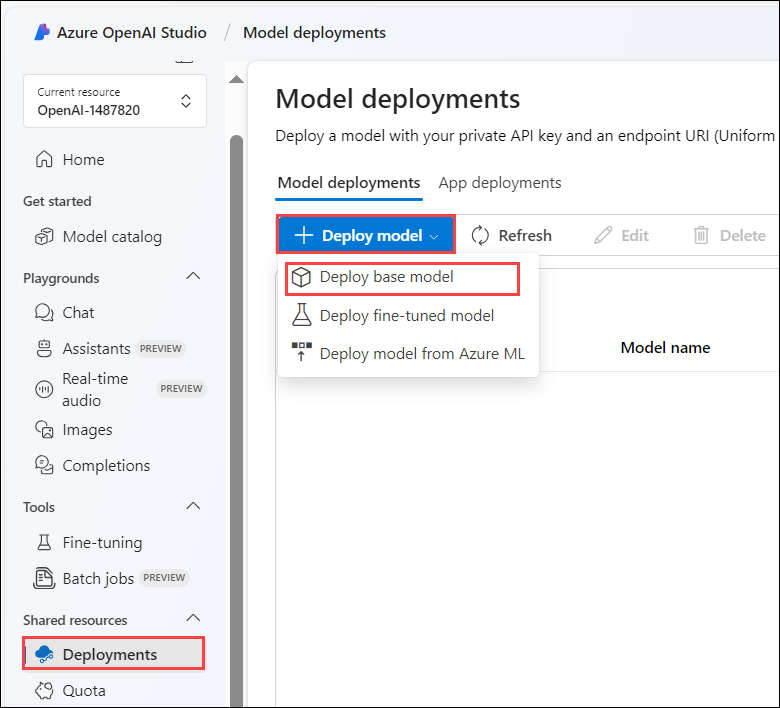 Azure OpenAI Studio / Model deployments
Current resource
OpenAI-1487820
Home
Get started
Model catalog
Playgrounds
Chat
Assistants PREVIEW
Real-time
audio
PREVIEW
Images
Completions
Tools
Fine-tuning
Batch jobs PREVIEW
Shared resources
Deployments
Quota
Model deployments
Deploy a model with your private API key and an endpoint URI (Uniform
Model deployments App deployments
Deploy model Refresh Edit Delete
Deploy base model
Deploy fine-tuned model
Deploy model from Azure ML
Model name